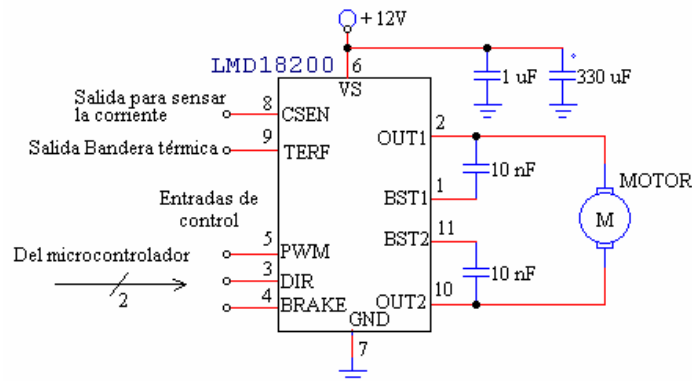 + 12V
LMD18200
6
VS
1 uF
330 uF
Salida para sensar
la corriente
8
CSEN
Salida Bandera térmica
9
TERF
2
OUT1
10 nF
1
BST1
MOTOR
M
Entradas de
control
11
BST2
Del microcontrolador
2
5
PWM
3
DIR
4
BRAKE
10 nF
10
OUT2
GND
7